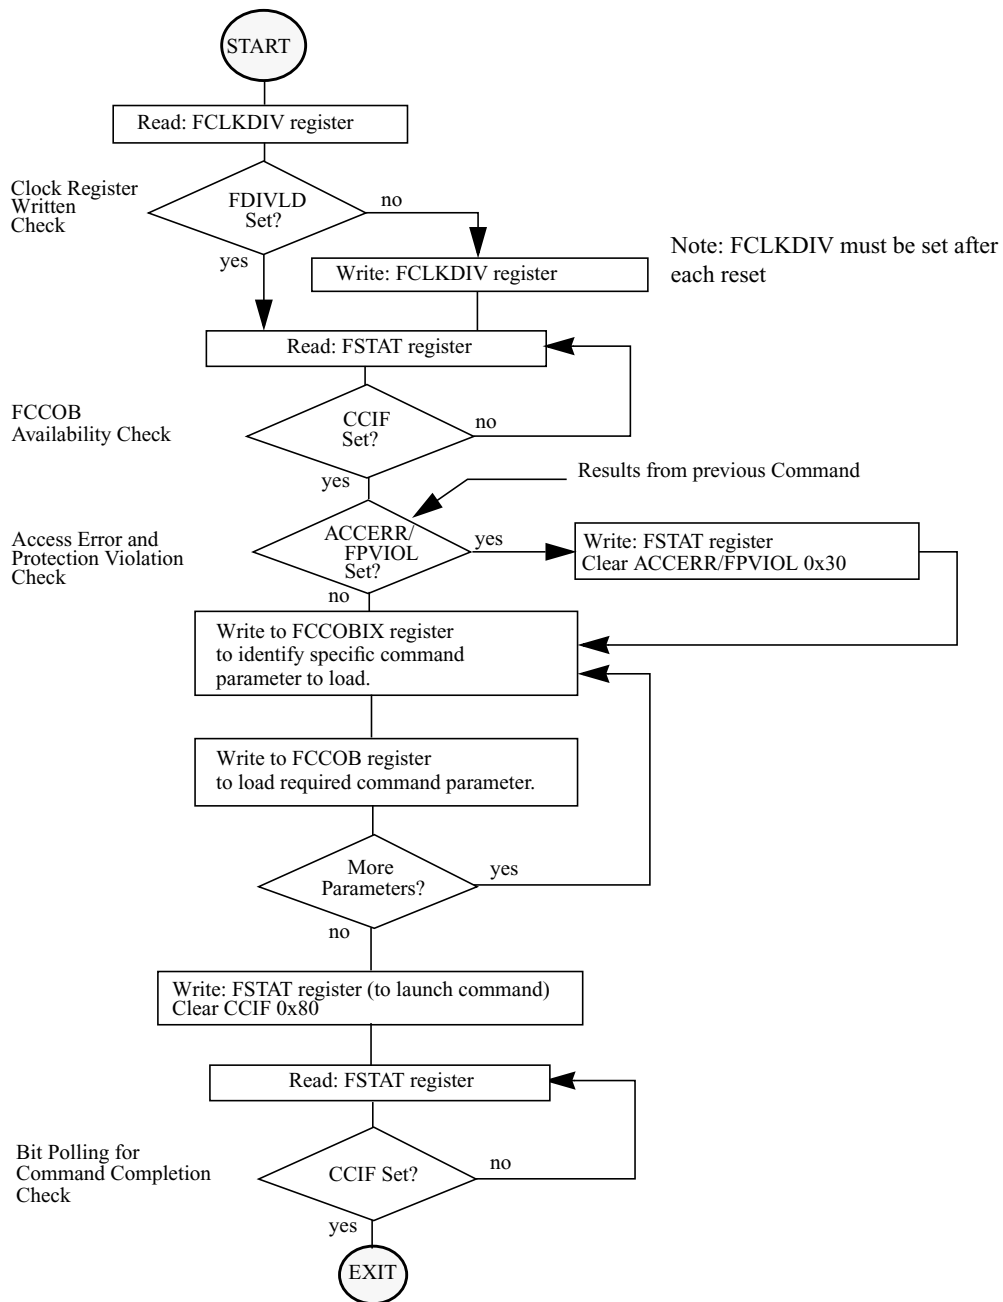 START
Read: FCLKDIV register
Clock Register
Written
Check
FDIVLD
Set?
no
yes
Note: FCLKDIV must be set after
each reset
Write: FCLKDIV register
Read: FSTAT register
FCCOB
Availability Check
CCIF
Set?
no
yes
Results from previous Command
Access Error and
Protection Violation
Check
ACCERR/
FPVIOL
Set?
yes
no
Write: FSTAT register
Clear ACCERR/FPVIOL 0x30
Write to FCCOBIX register
to identify specific command
parameter to load.
Write to FCCOB register
to load required command parameter.
More
Parameters?
yes
no
Write: FSTAT register (to launch command)
Clear CCIF 0x80
Read: FSTAT register
Bit Polling for
Command Completion
Check
CCIF Set?
no
yes
EXIT